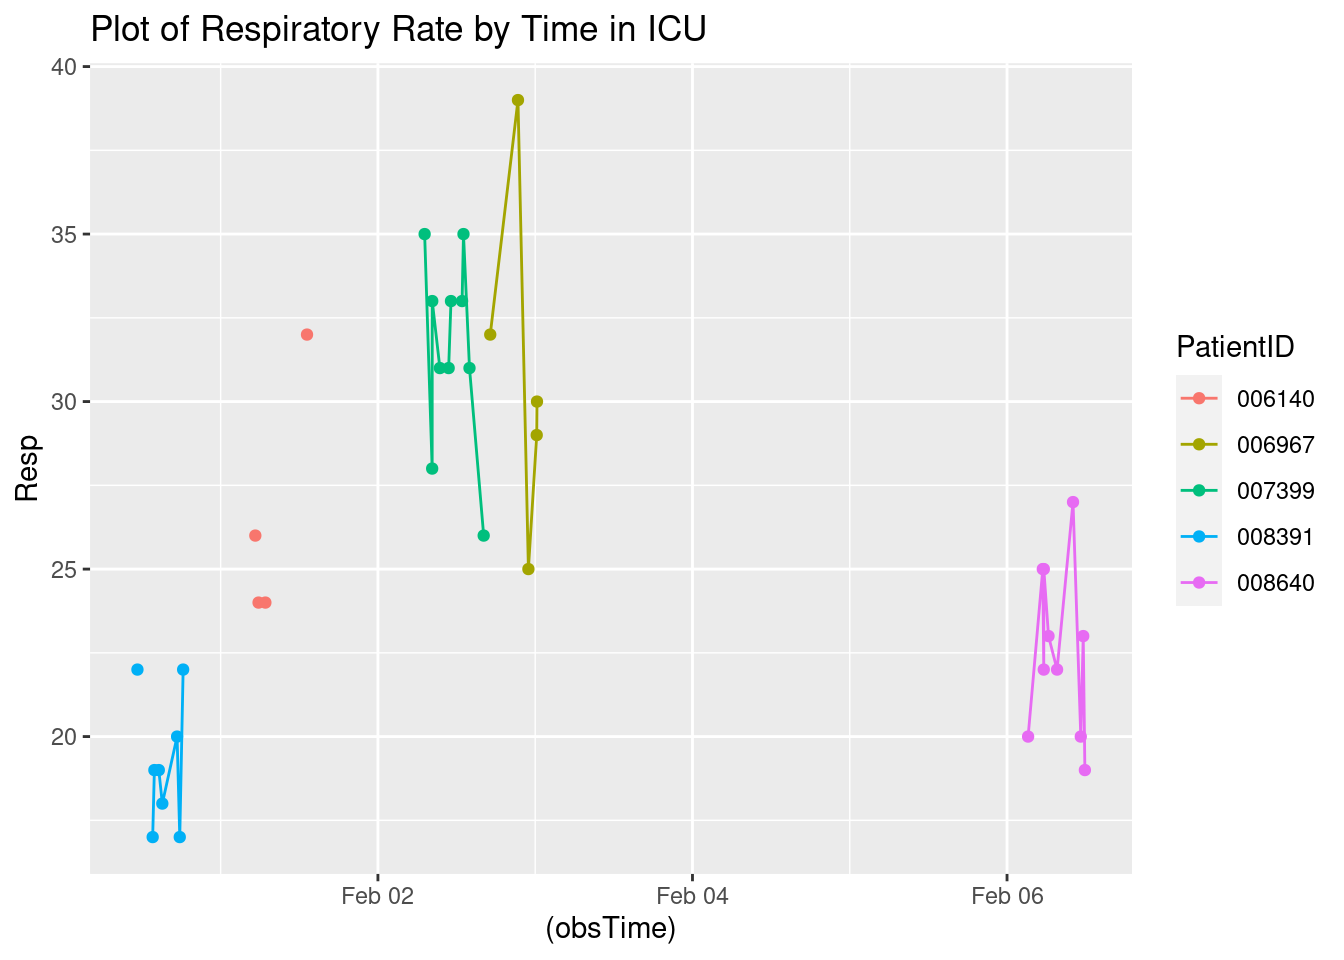 Plot of Respiratory Rate by Time in ICU
40
35
30
25
20
Resp
Feb 02
Feb 04
Feb 06
(obsTime)
PatientID
006140
006967
007399
008391
008640